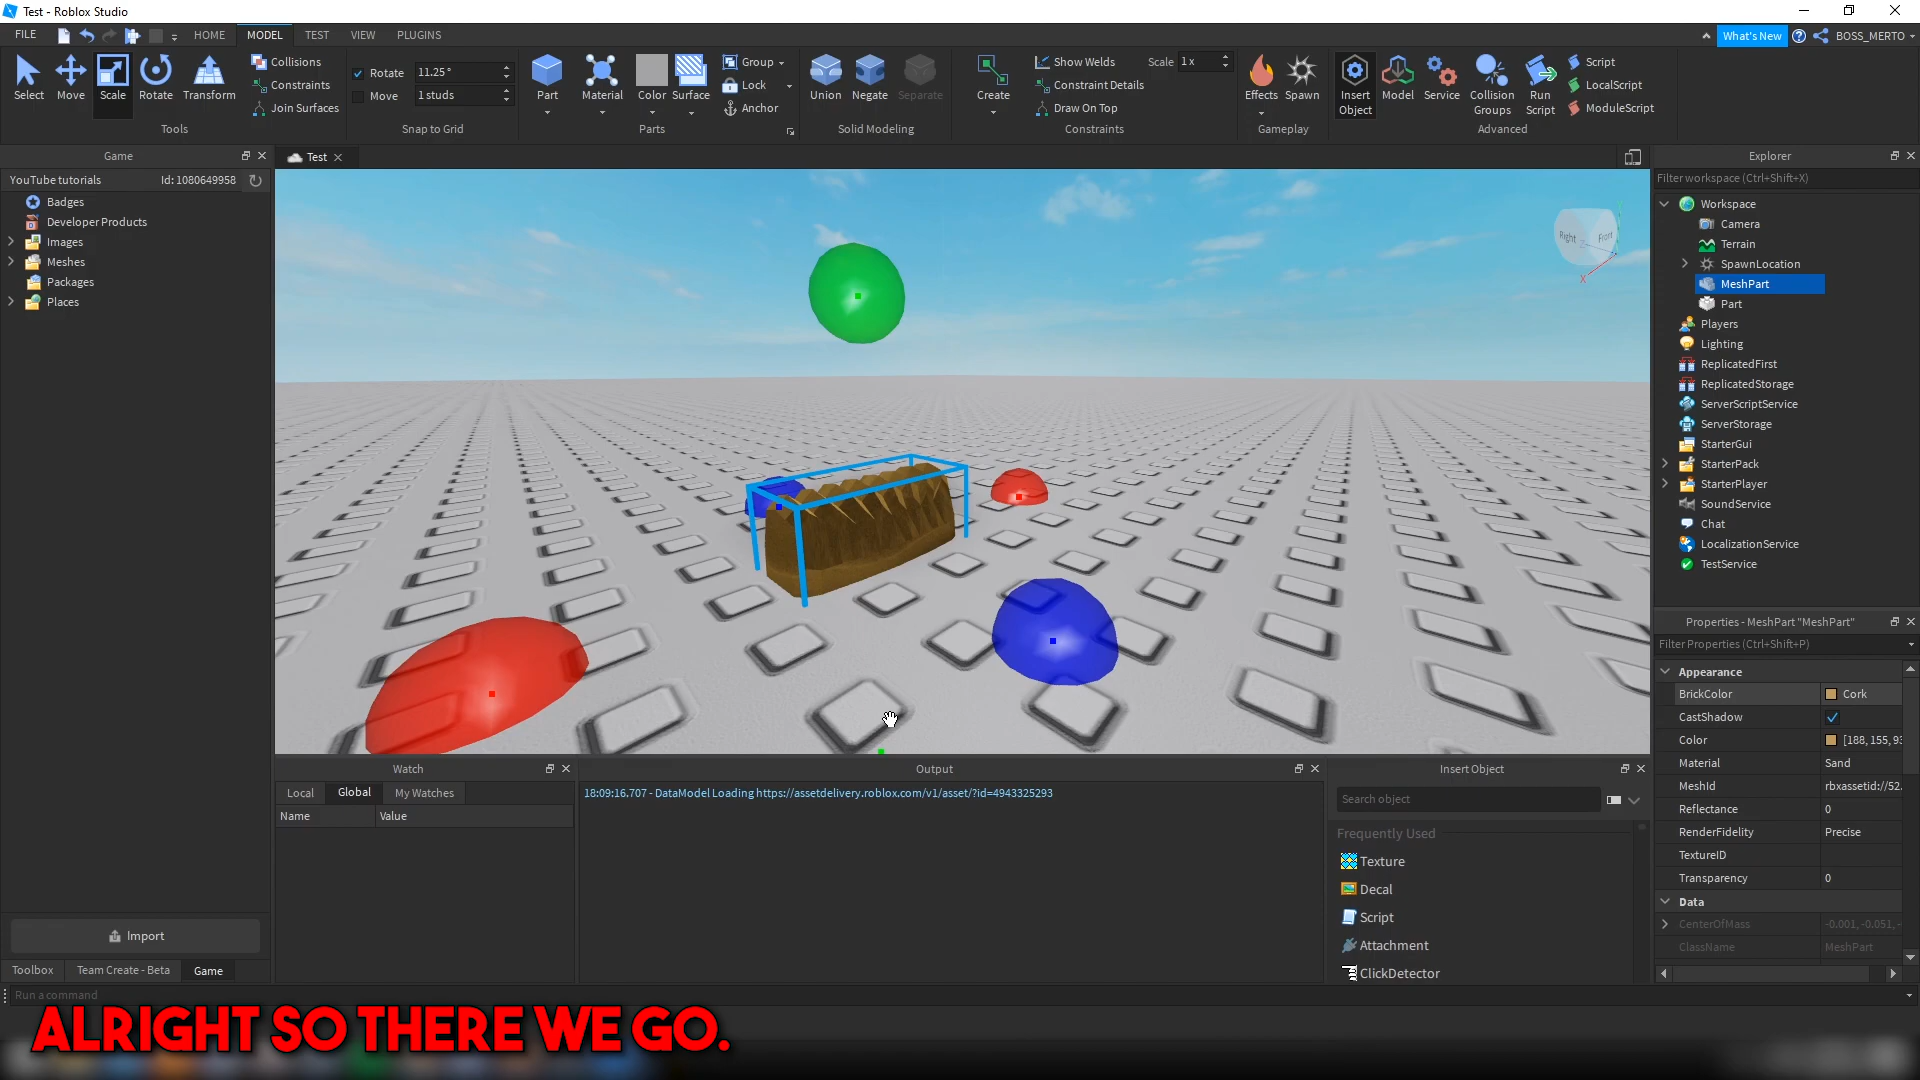 Test - Roblox Studio
FILE HOME MODEL TEST VIEW PLUGINS What's New BOSS_MERTO
Select Move Scale Rotate Transform
Collisions
Constraints
Join Surfaces
Tools
Rotate 11.25°
Move 1 studs
Snap to Grid
Part Material Color Surface
Group
Lock
Anchor
Parts
Union Negate Separate
Solid Modeling
Create
Show Welds Scale 1x
Constraint Details
Draw On Top
Constraints
Effects Spawn
Gameplay
Insert Object Model Service Collision Groups Run Script
Script
LocalScript
ModuleScript
Advanced
Game
YouTube tutorials Id: 1080649958
Badges
Developer Products
Images
Meshes
Packages
Places
Import
Toolbox Team Create - Beta Game
Test
Right Front
Z
X
Watch
Local Global My Watches
Name Value
Output
18:09:16.707 - DataModel Loading https://assetdelivery.roblox.com/v1/asset/?id=4943325293
Insert Object
Search object
Frequently Used
Texture
Decal
Script
Attachment
ClickDetector
Explorer
Filter workspace (Ctrl+Shift+X)
Workspace
Camera
Terrain
SpawnLocation
MeshPart
Part
Players
Lighting
ReplicatedFirst
ReplicatedStorage
ServerScriptService
ServerStorage
StarterGui
StarterPack
StarterPlayer
SoundService
Chat
LocalizationService
TestService
Properties - MeshPart "MeshPart"
Filter Properties (Ctrl+Shift+P)
Appearance
BrickColor Cork
CastShadow
Color [188, 155, 93
Material Sand
MeshId rbxassetid://52
Reflectance 0
RenderFidelity Precise
TextureID
Transparency 0
Data
CenterOfMass -0.001, -0.051, -
ClassName MeshPart
Run a command
ALRIGHT SO THERE WE GO.